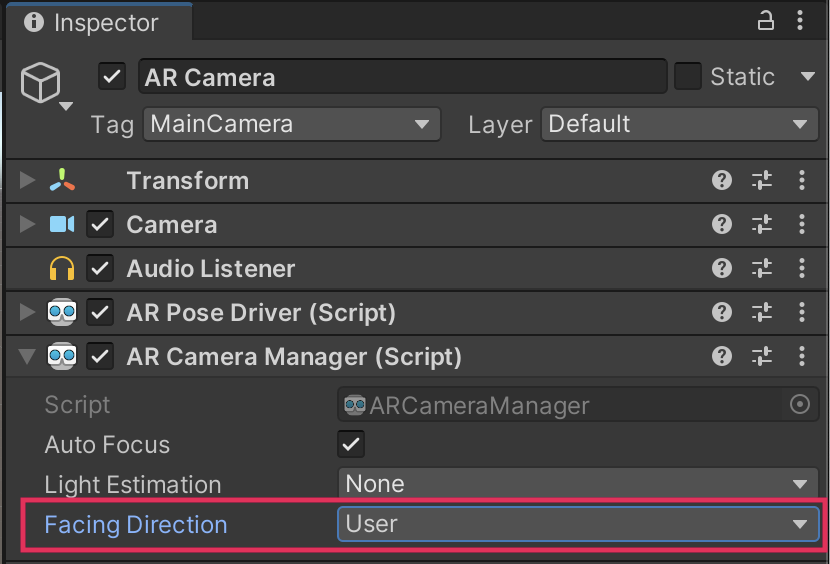 Inspector
AR Camera Static
Tag MainCamera Layer Default
Transform
Camera
Audio Listener
AR Pose Driver (Script)
AR Camera Manager (Script)
Script ARCameraManager
Auto Focus
Light Estimation None
Facing Direction User